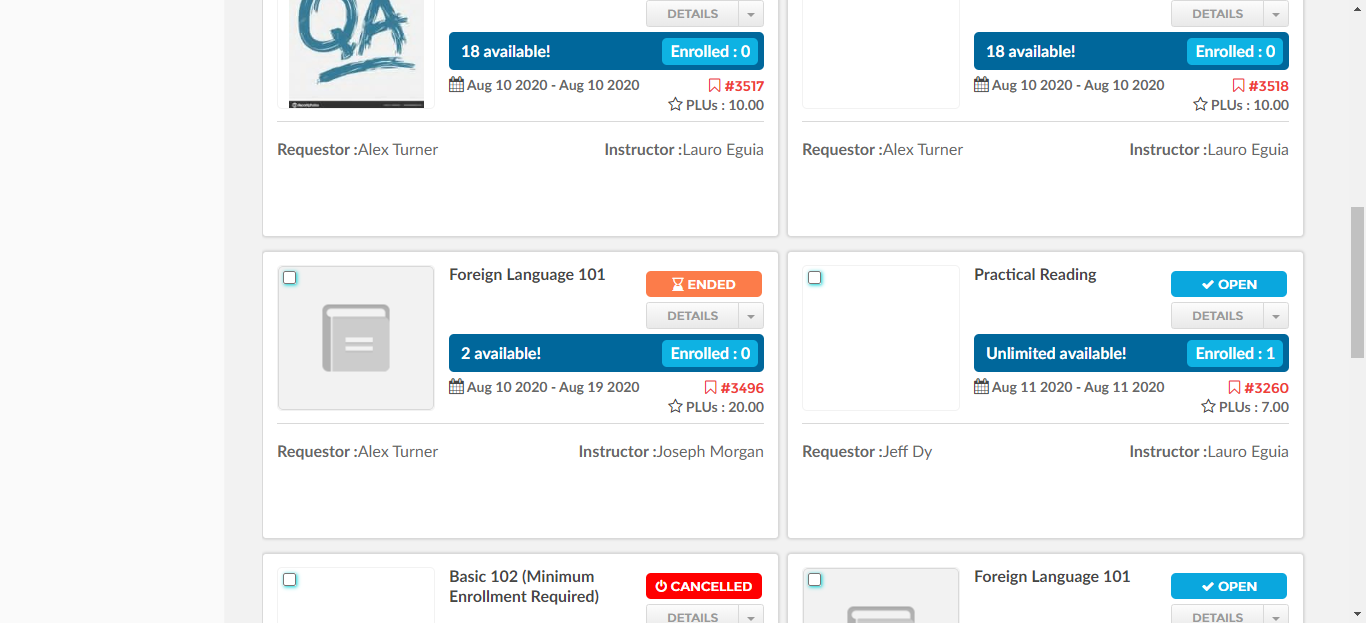 QA
DETAILS
18 available!
Enrolled : 0
Aug 10 2020 - Aug 10 2020
#3517
PLUs : 10.00
Requestor :Alex Turner
Instructor :Lauro Eguia
DETAILS
18 available!
Enrolled : 0
Aug 10 2020 - Aug 10 2020
#3518
PLUs : 10.00
Requestor :Alex Turner
Instructor :Lauro Eguia
Foreign Language 101
ENDED
DETAILS
2 available!
Enrolled : 0
Aug 10 2020 - Aug 19 2020
#3496
PLUs : 20.00
Requestor :Alex Turner
Instructor :Joseph Morgan
Practical Reading
OPEN
DETAILS
Unlimited available!
Enrolled : 1
Aug 11 2020 - Aug 11 2020
#3260
PLUs : 7.00
Requestor :Jeff Dy
Instructor :Lauro Eguia
Basic 102 (Minimum
Enrollment Required)
CANCELLED
DETAILS
Foreign Language 101
OPEN
DETAILS